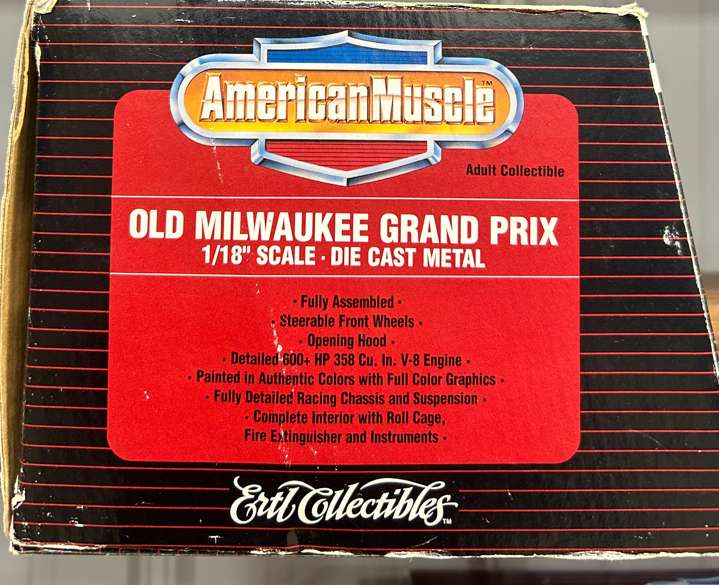 AmericanMuscle™
Adult Collectible
OLD MILWAUKEE GRAND PRIX
1/18" SCALE · DIE CAST METAL
· Fully Assembled ·
· Steerable Front Wheels ·
· Opening Hood ·
· Detailed 600+ HP 358 Cu. In. V-8 Engine ·
· Painted in Authentic Colors with Full Color Graphics ·
· Fully Detailed Racing Chassis and Suspension ·
· Complete Interior with Roll Cage,
Fire Extinguisher and Instruments ·
Ertl Collectibles™